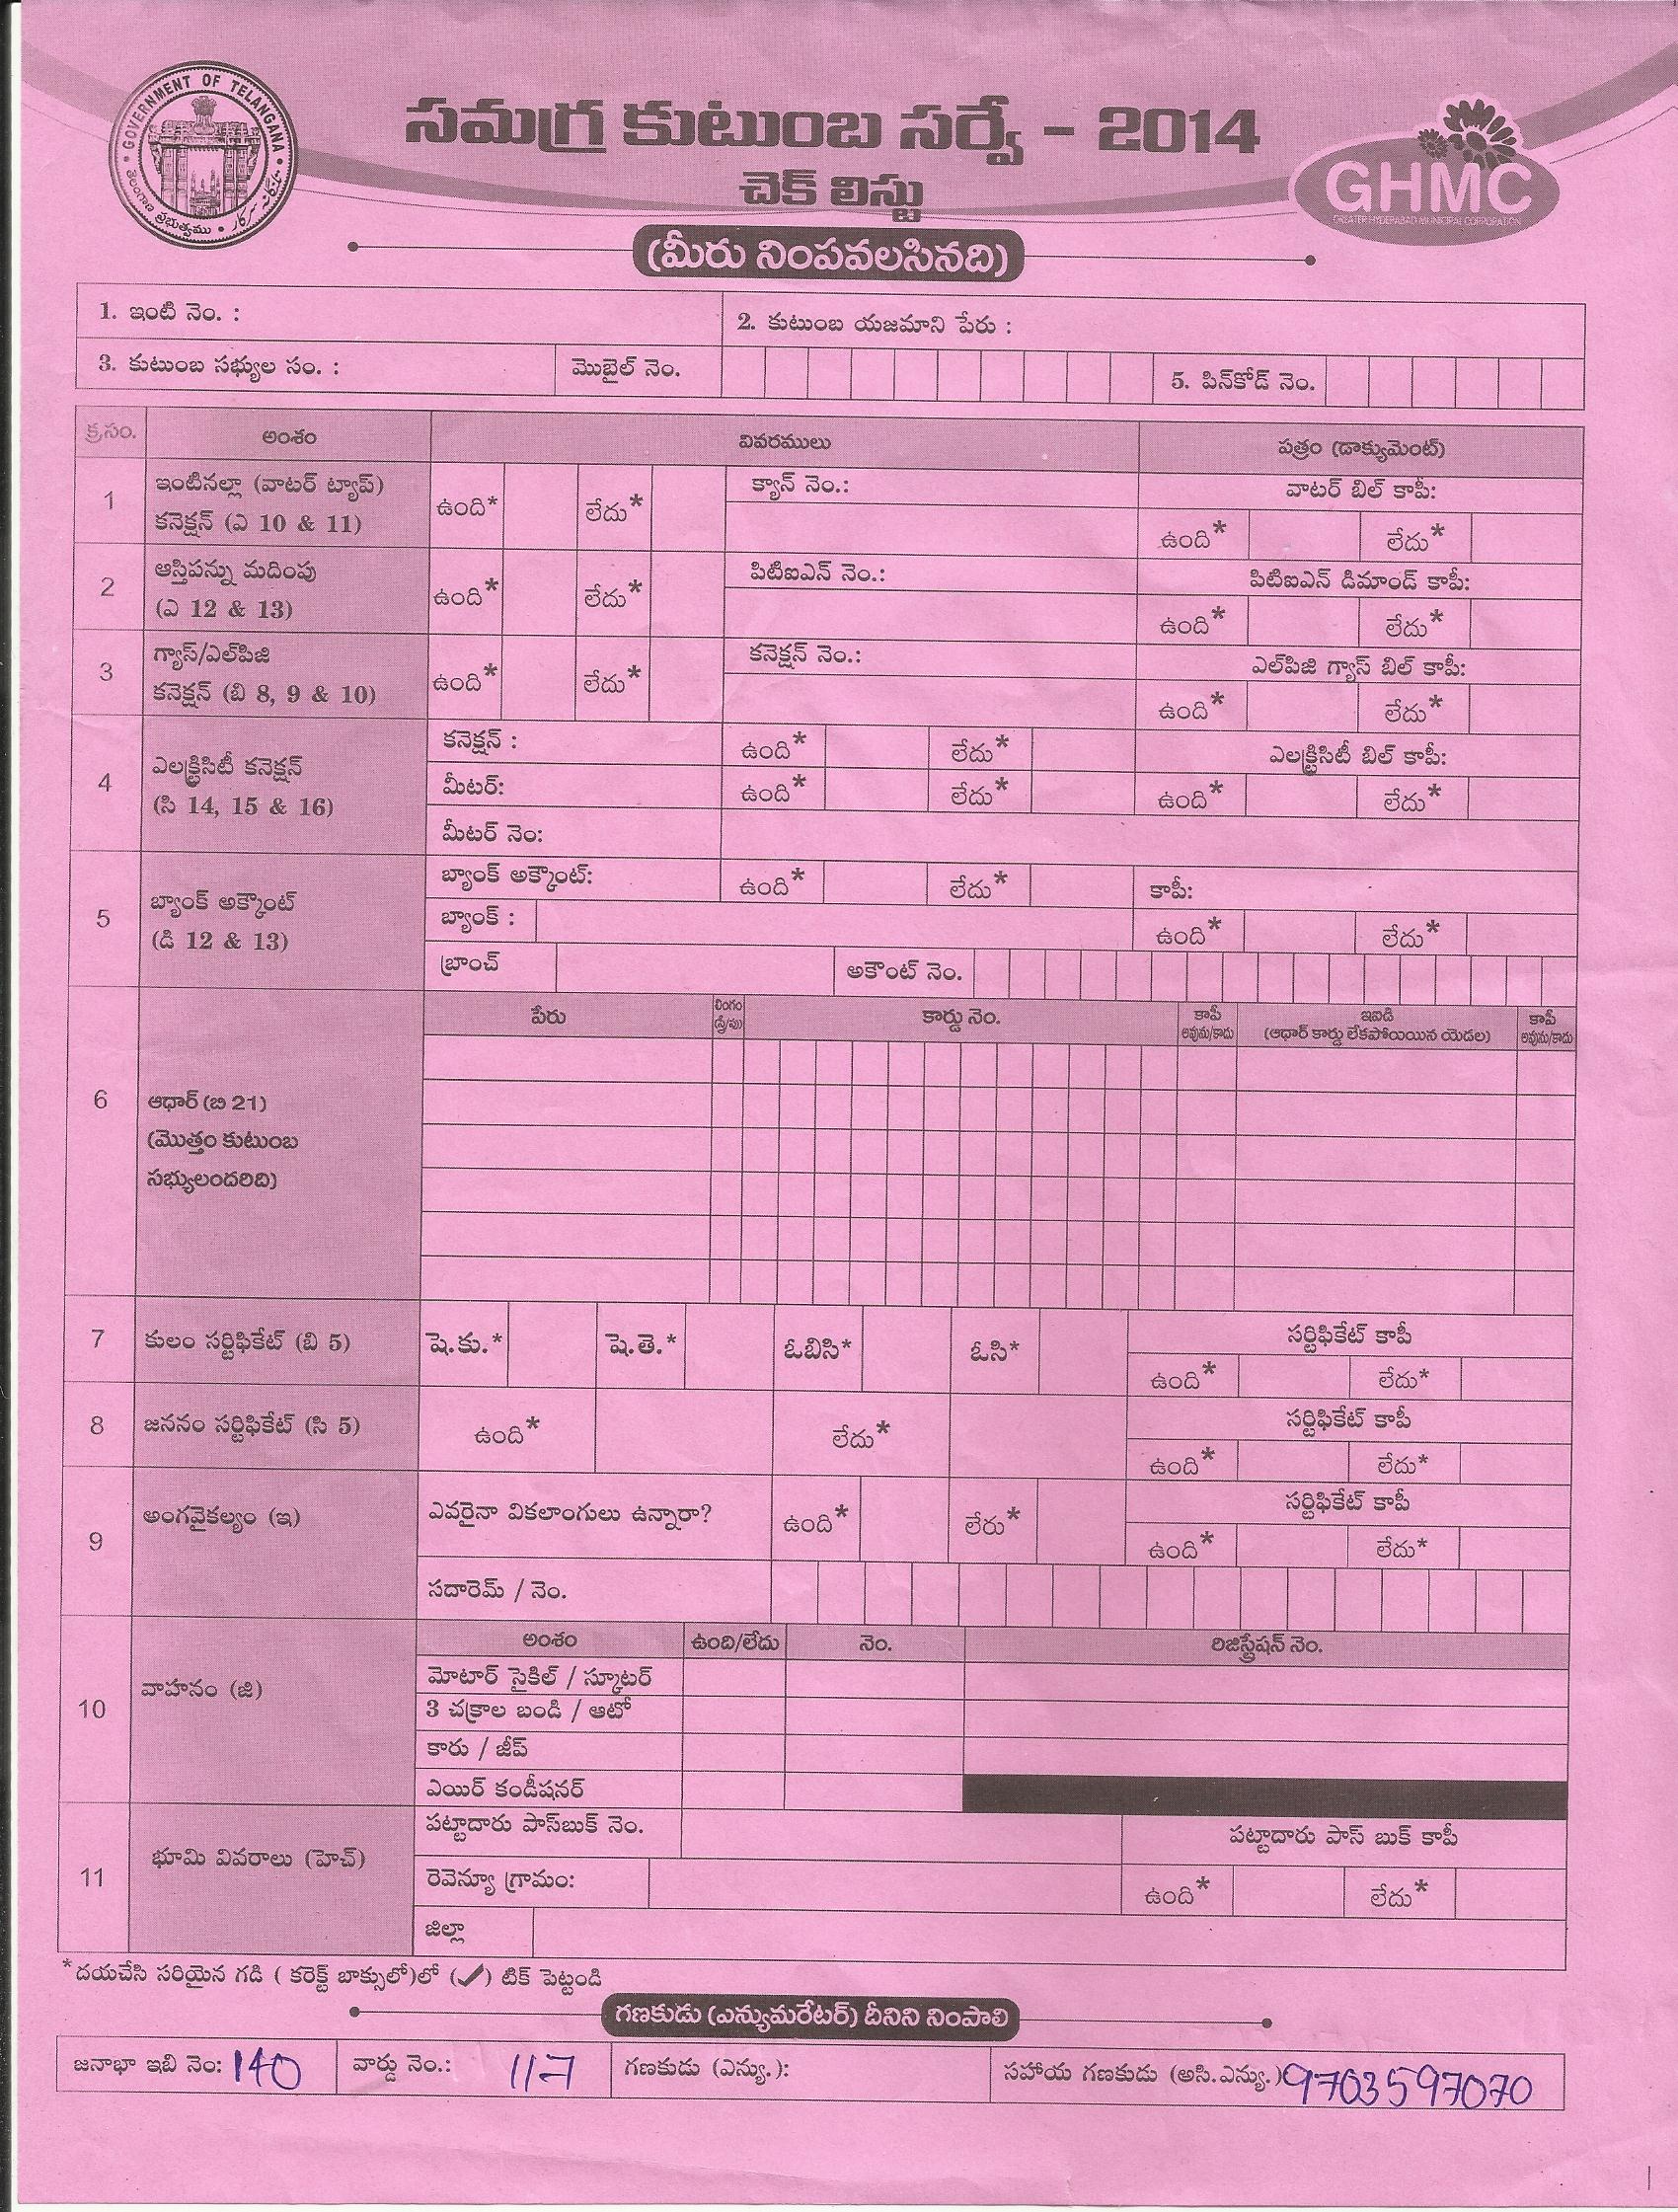 GOVERNMENT OF TELANGANA
తెలంగాణ ప్రభుత్వము
సమగ్ర కుటుంబ సర్వే - 2014
చెక్ లిస్టు
GHMC
GREATER HYDERABAD MUNICIPAL CORPORATION
(మీరు నింపవలసినది)
1. ఇంటి నెం. : 2. కుటుంబ యజమాని పేరు :
3. కుటుంబ సభ్యుల సం. : మొబైల్ నెం. 5. పిన్‌కోడ్ నెం.
క్ర.సం. అంశం వివరములు పత్రం (డాక్యుమెంట్)
1 ఇంటినల్లా (వాటర్ ట్యాప్) కనెక్షన్ (ఎ 10 & 11) ఉంది* లేదు* క్యాన్ నెం.: వాటర్ బిల్ కాపీ:
ఉంది* లేదు*
2 ఆస్తిపన్ను మదింపు (ఎ 12 & 13) ఉంది* లేదు* పిటిఐఎన్ నెం.: పిటిఐఎన్ డిమాండ్ కాపీ:
ఉంది* లేదు*
3 గ్యాస్/ఎల్‌పిజి కనెక్షన్ (బి 8, 9 & 10) ఉంది* లేదు* కనెక్షన్ నెం.: ఎల్‌పిజి గ్యాస్ బిల్ కాపీ:
ఉంది* లేదు*
4 ఎలక్ట్రిసిటీ కనెక్షన్ (సి 14, 15 & 16) కనెక్షన్ : ఉంది* లేదు* ఎలక్ట్రిసిటీ బిల్ కాపీ:
మీటర్: ఉంది* లేదు* ఉంది* లేదు*
మీటర్ నెం:
5 బ్యాంక్ అక్కౌంట్ (డి 12 & 13) బ్యాంక్ అక్కౌంట్: ఉంది* లేదు* కాపీ:
బ్యాంక్ : ఉంది* లేదు*
బ్రాంచ్ అకౌంట్ నెం.
పేరు లింగం (స్త్రీ/పు) కార్డు నెం. కాపీ అవును/కాదు ఇఐడి (ఆధార్ కార్డు లేకపోయియిన యెడల) కాపీ అవును/కాదు
6 ఆధార్ (బి 21)
(మొత్తం కుటుంబ
సభ్యులందరిది)
7 కులం సర్టిఫికేట్ (బి 5) షె.కు.* షె.తె.* ఓబిసి* ఓసి* సర్టిఫికేట్ కాపీ
ఉంది* లేదు*
8 జననం సర్టిఫికేట్ (సి 5) ఉంది* లేదు* సర్టిఫికేట్ కాపీ
ఉంది* లేదు*
9 అంగవైకల్యం (ఇ) ఎవరైనా వికలాంగులు ఉన్నారా? ఉంది* లేరు* సర్టిఫికేట్ కాపీ
ఉంది* లేదు*
సదారెమ్ / నెం.
అంశం ఉంది/లేదు నెం. రిజిస్ట్రేషన్ నెం.
10 వాహనం (జి) మోటార్ సైకిల్ / స్కూటర్
3 చక్రాల బండి / ఆటో
కారు / జీప్
ఎయిర్ కండీషనర్
11 భూమి వివరాలు (హెచ్) పట్టాదారు పాస్‌బుక్ నెం. పట్టాదారు పాస్ బుక్ కాపీ
రెవెన్యూ గ్రామం: ఉంది* లేదు*
జిల్లా
*దయచేసి సరియైన గడి ( కరెక్ట్ బాక్సులో)లో (✓) టిక్ పెట్టండి
గణకుడు (ఎన్యుమరేటర్) దీనిని నింపాలి
జనాభా ఇబి నెం: 140 వార్డు నెం.: 117 గణకుడు (ఎన్యు.): సహాయ గణకుడు (అసి.ఎన్యు.) 9703597070